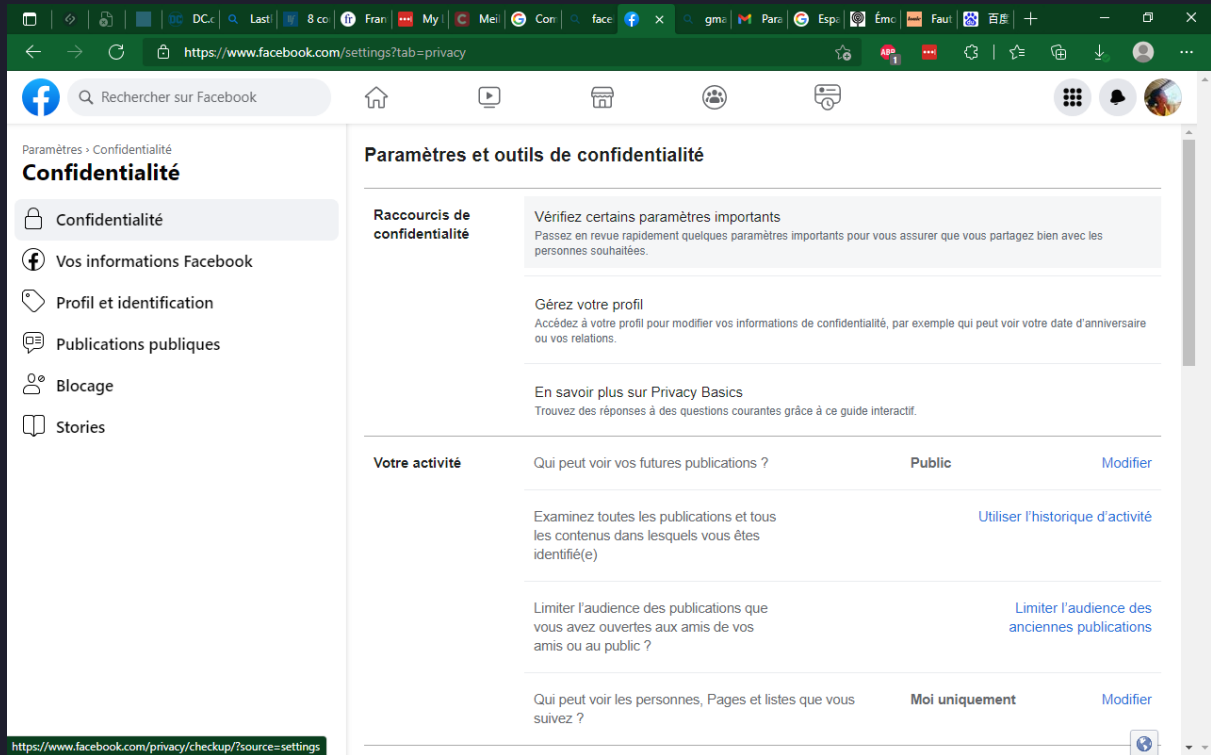 DC.c
Lastl
8 co
Fran
My l
Meil
Com
face
gma
Para
Espa
Émo
Faut
百度
https://www.facebook.com/settings?tab=privacy
ABP
1
Rechercher sur Facebook
Paramètres › Confidentialité
Confidentialité
Confidentialité
Vos informations Facebook
Profil et identification
Publications publiques
Blocage
Stories
Paramètres et outils de confidentialité
Raccourcis de
confidentialité
Vérifiez certains paramètres importants
Passez en revue rapidement quelques paramètres importants pour vous assurer que vous partagez bien avec les
personnes souhaitées.
Gérez votre profil
Accédez à votre profil pour modifier vos informations de confidentialité, par exemple qui peut voir votre date d’anniversaire
ou vos relations.
En savoir plus sur Privacy Basics
Trouvez des réponses à des questions courantes grâce à ce guide interactif.
Votre activité
Qui peut voir vos futures publications ?
Public
Modifier
Examinez toutes les publications et tous
les contenus dans lesquels vous êtes
identifié(e)
Utiliser l’historique d’activité
Limiter l’audience des publications que
vous avez ouvertes aux amis de vos
amis ou au public ?
Limiter l’audience des
anciennes publications
Qui peut voir les personnes, Pages et listes que vous
suivez ?
Moi uniquement
Modifier
https://www.facebook.com/privacy/checkup/?source=settings